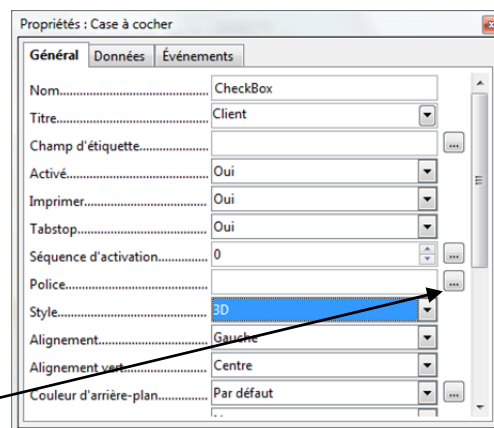 Propriétés : Case à cocher
Général Données Événements
Nom CheckBox
Titre Client
Champ d'étiquette ...
Activé Oui
Imprimer Oui
Tabstop Oui
Séquence d'activation 0 ...
Police ...
Style 3D
Alignement Gauche
Alignement vert. Centre
Couleur d'arrière-plan Par défaut ...